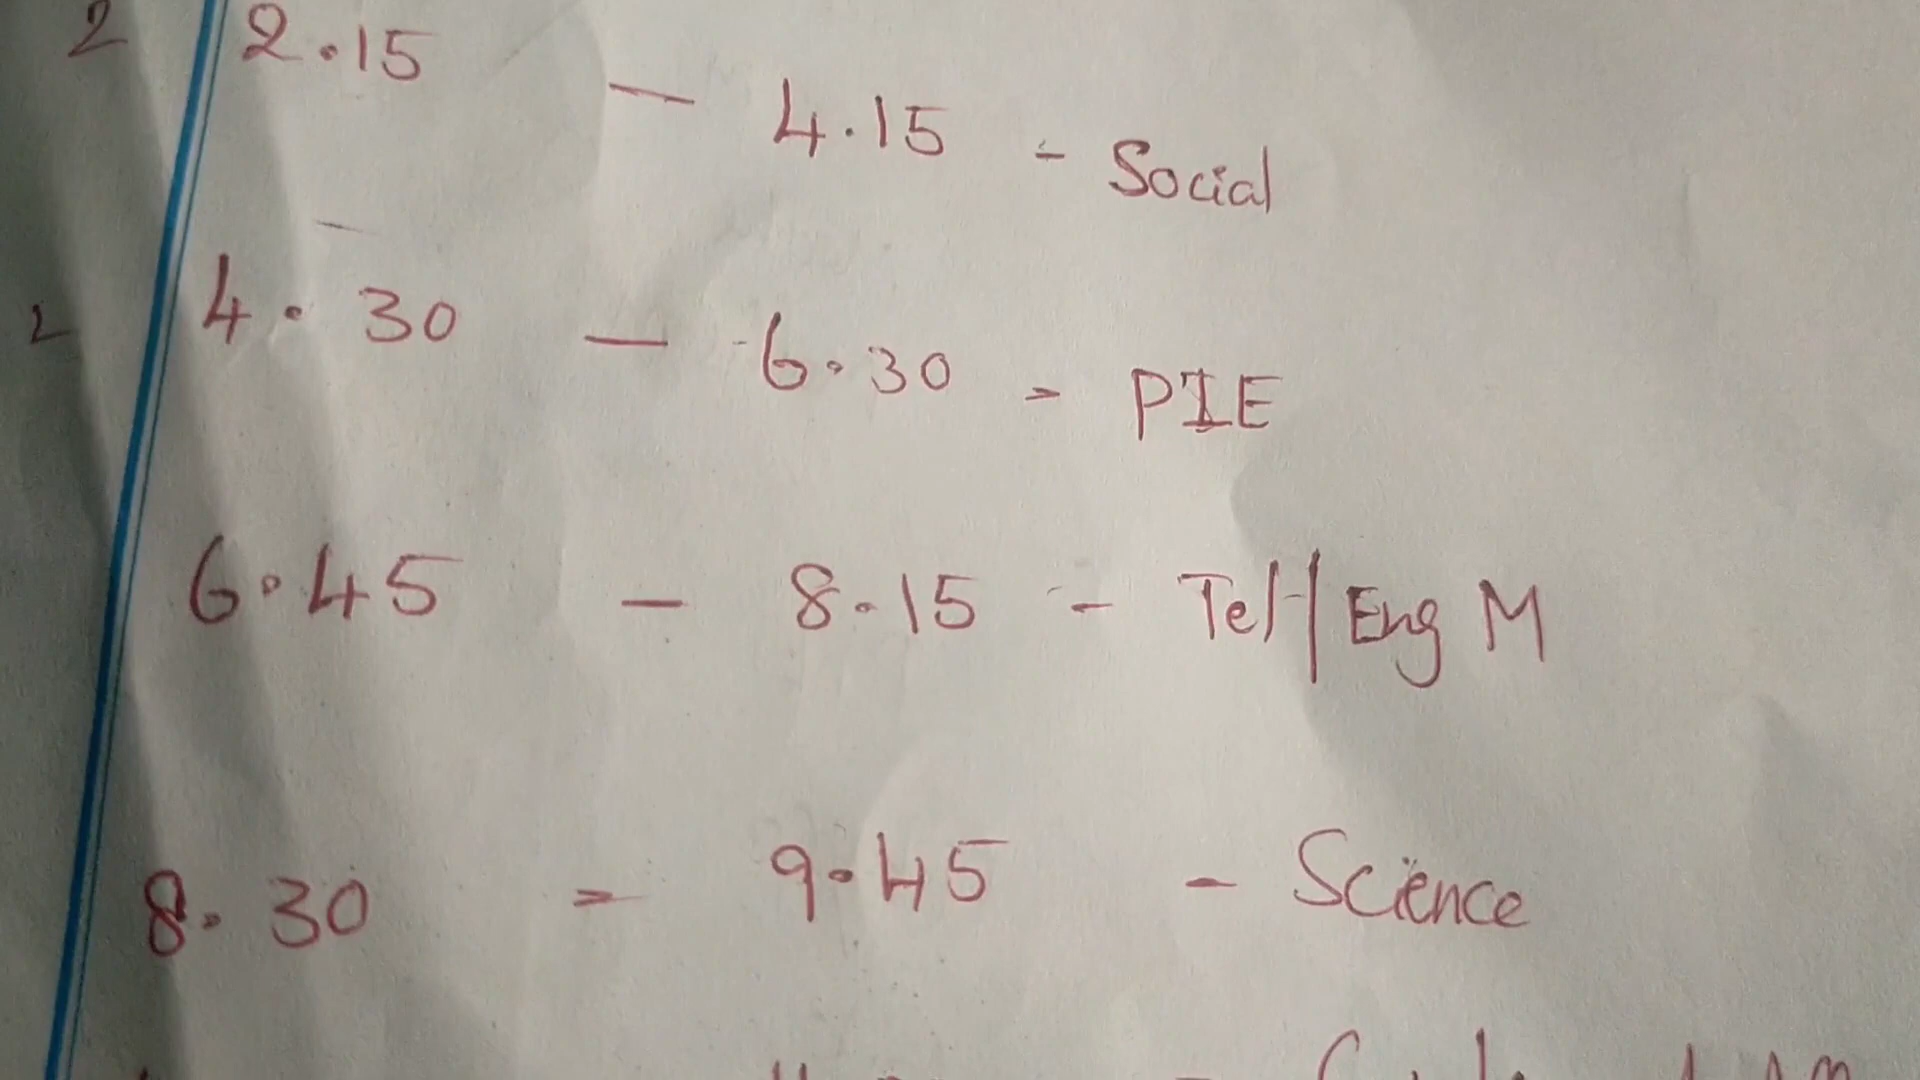 2 2.15 - 4.15 - Social
2 4.30 - 6.30 - PIE
6.45 - 8.15 - Tel/Eng M
8.30 - 9.45 - Science